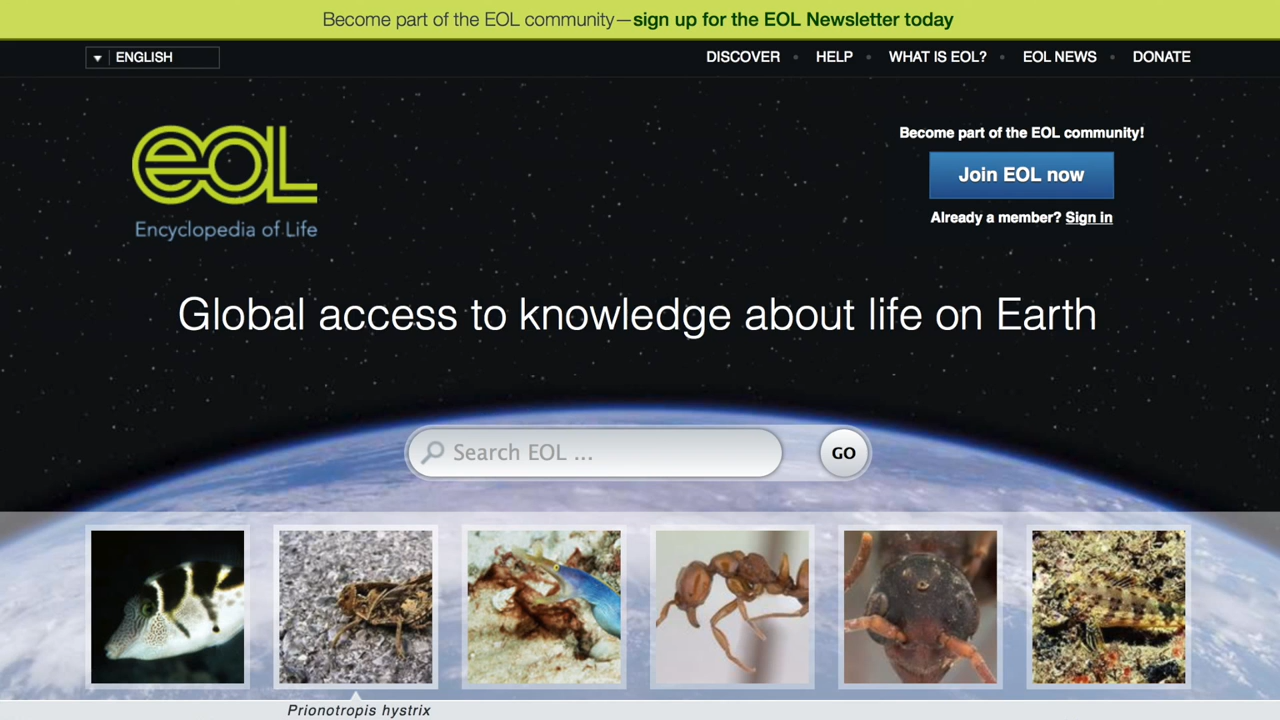 Become part of the EOL community—sign up for the EOL Newsletter today
ENGLISH
DISCOVER • HELP • WHAT IS EOL? • EOL NEWS • DONATE
eOL
Encyclopedia of Life
Become part of the EOL community!
Join EOL now
Already a member? Sign in
Global access to knowledge about life on Earth
Search EOL ...
GO
Prionotropis hystrix